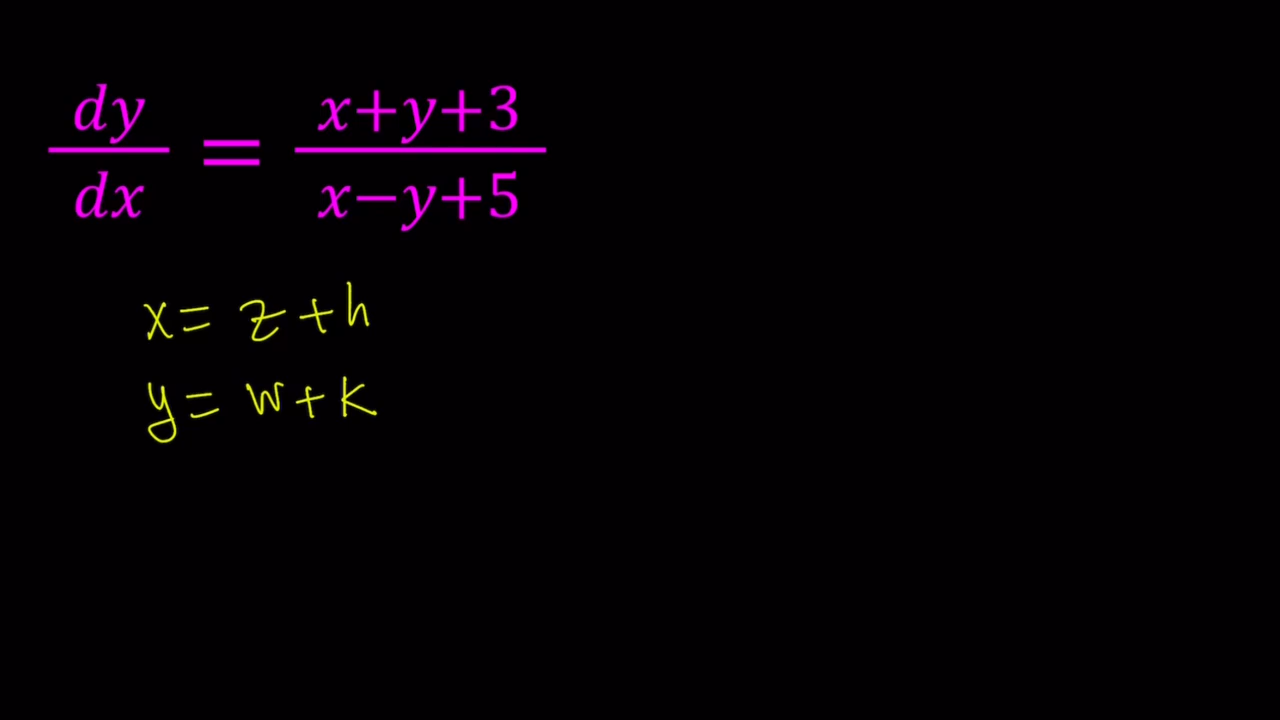 dy/dx = x+y+3/x−y+5
x = z + h
y = w + k